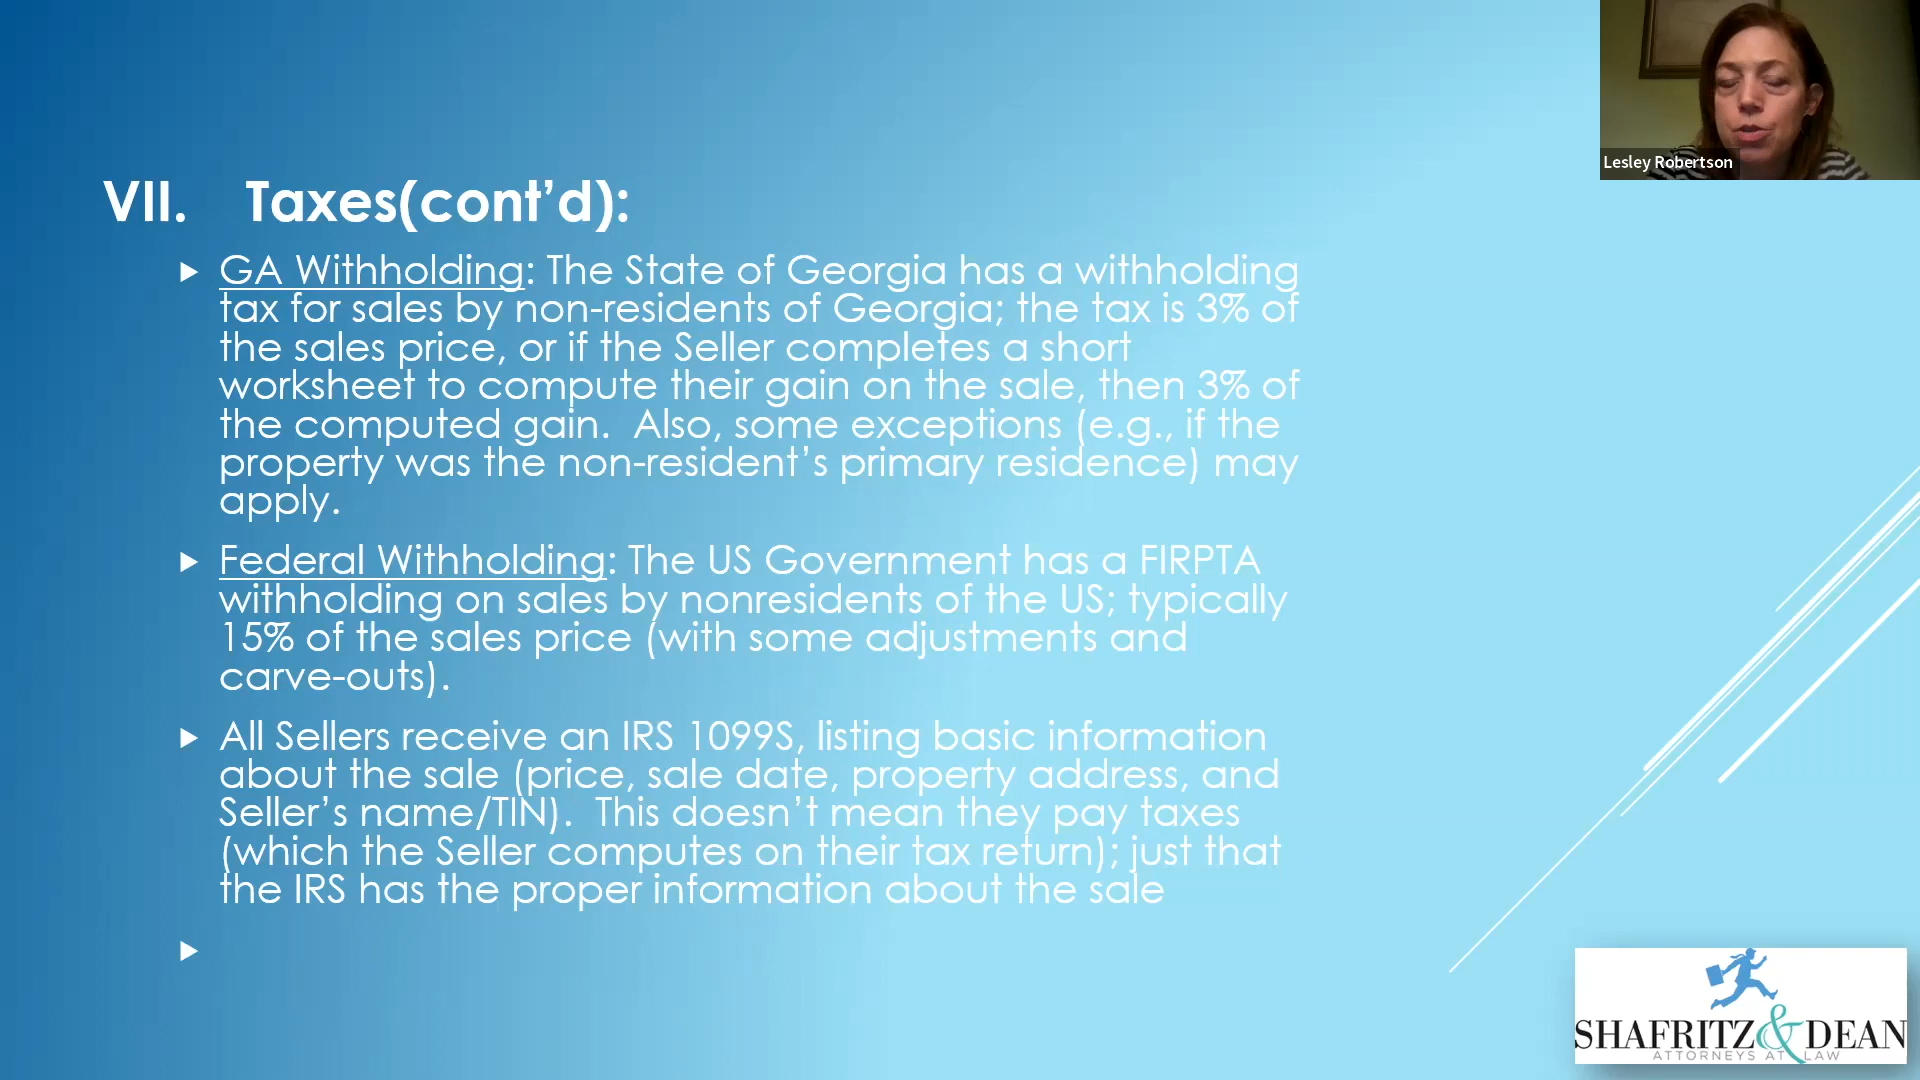 Lesley Robertson
VII. Taxes(cont’d):
GA Withholding: The State of Georgia has a withholding
tax for sales by non-residents of Georgia; the tax is 3% of
the sales price, or if the Seller completes a short
worksheet to compute their gain on the sale, then 3% of
the computed gain.  Also, some exceptions (e.g., if the
property was the non-resident’s primary residence) may
apply.
Federal Withholding: The US Government has a FIRPTA
withholding on sales by nonresidents of the US; typically
15% of the sales price (with some adjustments and
carve-outs).
All Sellers receive an IRS 1099S, listing basic information
about the sale (price, sale date, property address, and
Seller’s name/TIN).  This doesn’t mean they pay taxes
(which the Seller computes on their tax return); just that
the IRS has the proper information about the sale
SHAFRITZ&DEAN
ATTORNEYS AT LAW